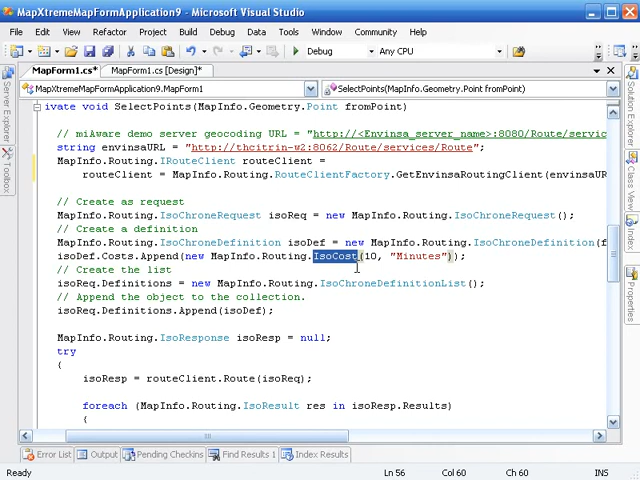 MapXtremeMapFormApplication9 - Microsoft Visual Studio
File Edit View Refactor Project Build Debug Data Tools Window Community Help
Debug Any CPU
MapForm1.cs* MapForm1.cs [Design]*
MapXtremeMapFormApplication9.MapForm1 SelectPoints(MapInfo.Geometry.Point fromPoint)
ivate void SelectPoints(MapInfo.Geometry.Point fromPoint)
// miAware demo server geocoding URL = "http://<Envinsa_server_name>:8080/Route/servic
string envinsaURL = "http://thcitrin-w2:8062/Route/services/Route";
MapInfo.Routing.IRouteClient routeClient =
routeClient = MapInfo.Routing.RouteClientFactory.GetEnvinsaRoutingClient(envinsaUR
// Create as request
MapInfo.Routing.IsoChroneRequest isoReq = new MapInfo.Routing.IsoChroneRequest();
// Create a definition
MapInfo.Routing.IsoChroneDefinition isoDef = new MapInfo.Routing.IsoChroneDefinition(f
isoDef.Costs.Append(new MapInfo.Routing.IsoCost(10, "Minutes"));
// Create the list
isoReq.Definitions = new MapInfo.Routing.IsoChroneDefinitionList();
// Append the object to the collection.
isoReq.Definitions.Append(isoDef);
MapInfo.Routing.IsoResponse isoResp = null;
try
{
isoResp = routeClient.Route(isoReq);
foreach (MapInfo.Routing.IsoResult res in isoResp.Results)
{
Server Explorer
Toolbox
Solution Explorer
Class View
Index
Properties
Error List Output Pending Checkins Find Results 1 Index Results
Ready Ln 56 Col 60 Ch 60